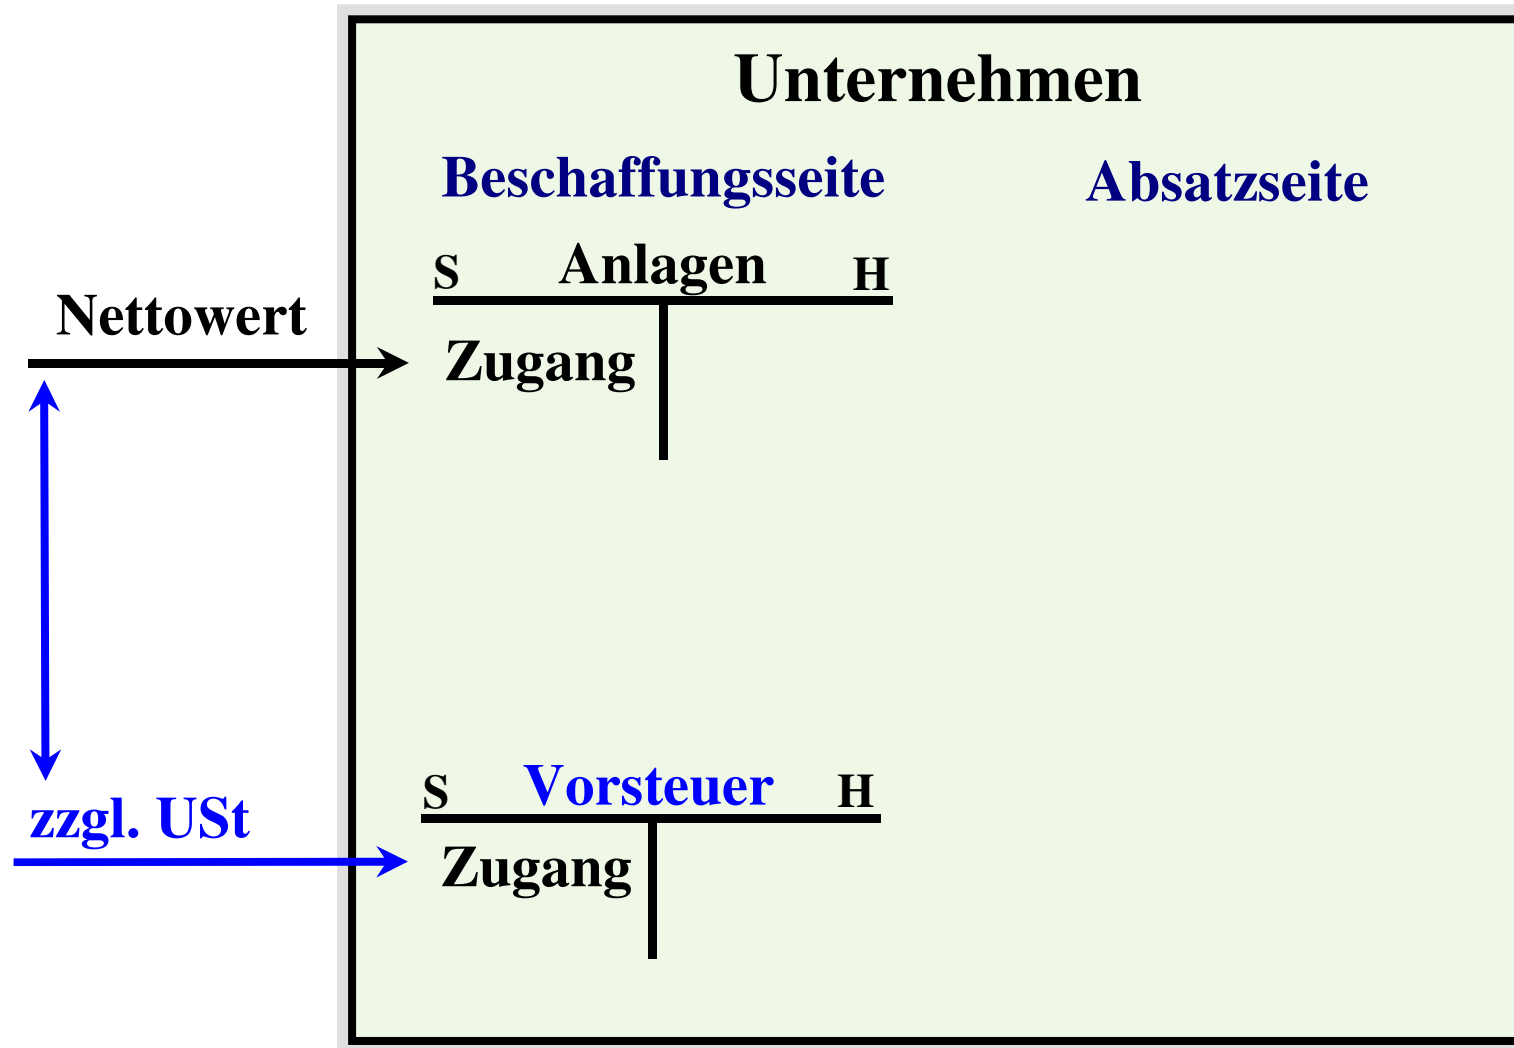 Unternehmen
Beschaffungsseite
Absatzseite
S Anlagen H
Nettowert
Zugang
S Vorsteuer H
zzgl. USt
Zugang